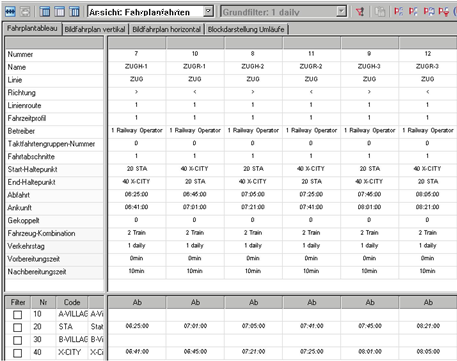 Ansicht: Fahrplanfahrten Grundfilter: 1 daily
Fahrplantableau Bildfahrplan vertikal Bildfahrplan horizontal Blockdarstellung Umläufe
Nummer 7 10 8 11 9 12
Name ZUGH-1 ZUGR-1 ZUGH-2 ZUGR-2 ZUGH-3 ZUGR-3
Linie ZUG ZUG ZUG ZUG ZUG ZUG
Richtung > < > < > <
Linienroute 1 1 1 1 1 1
Fahrzeitprofil 1 1 1 1 1 1
Betreiber 1 Railway Operator 1 Railway Operator 1 Railway Operator 1 Railway Operator 1 Railway Operator 1 Railway Operator
Taktfahrtengruppen-Nummer 0 0 0 0 0 0
Fahrtabschnitte 1 1 1 1 1 1
Start-Haltepunkt 20 STA 40 X-CITY 20 STA 40 X-CITY 20 STA 40 X-CITY
End-Haltepunkt 40 X-CITY 20 STA 40 X-CITY 20 STA 40 X-CITY 20 STA
Abfahrt 06:25:00 06:45:00 07:05:00 07:25:00 07:45:00 08:05:00
Ankunft 06:41:00 07:01:00 07:21:00 07:41:00 08:01:00 08:21:00
Gekoppelt 0 0 0 0 0 0
Fahrzeug-Kombination 2 Train 2 Train 2 Train 2 Train 2 Train 2 Train
Verkehrstag 1 daily 1 daily 1 daily 1 daily 1 daily 1 daily
Vorbereitungszeit 0min 0min 0min 0min 0min 0min
Nachbereitungszeit 10min 10min 10min 10min 10min 10min
Filter Nr Code Ab Ab Ab Ab Ab Ab
10 A-VILLAG A-Vi
20 STA Stat 06:25:00 07:01:00 07:05:00 07:41:00 07:45:00 08:21:00
30 B-VILLAG B-Vi
40 X-CITY X-Ci 06:41:00 06:45:00 07:21:00 07:25:00 08:01:00 08:05:00